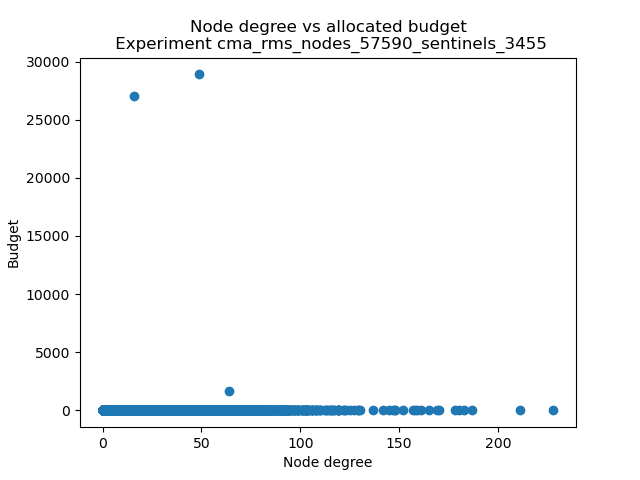 Node degree vs allocated budget
Experiment cma_rms_nodes_57590_sentinels_3455
30000
25000
20000
15000
10000
5000
0
Budget
0 50 100 150 200
Node degree